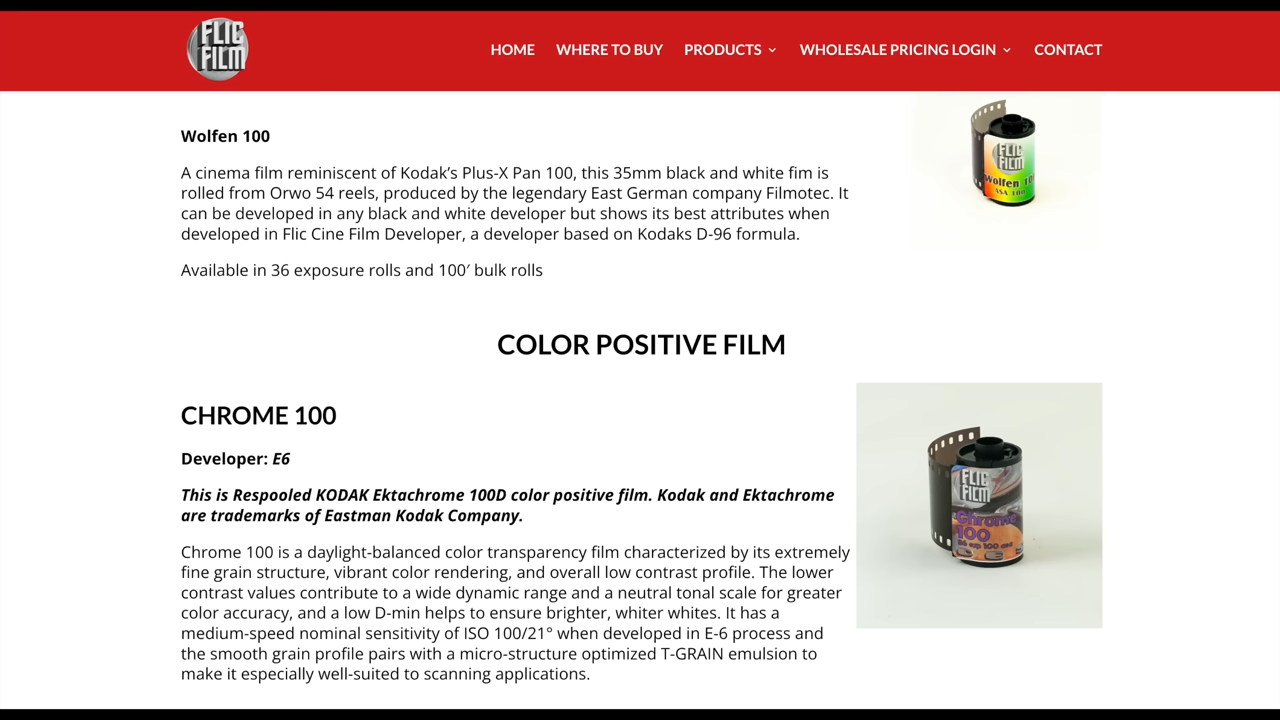 FLIC
FILM
HOME WHERE TO BUY PRODUCTS WHOLESALE PRICING LOGIN CONTACT
Wolfen 100
A cinema film reminiscent of Kodak’s Plus-X Pan 100, this 35mm black and white fim is
rolled from Orwo 54 reels, produced by the legendary East German company Filmotec. It
can be developed in any black and white developer but shows its best attributes when
developed in Flic Cine Film Developer, a developer based on Kodaks D-96 formula.
Available in 36 exposure rolls and 100′ bulk rolls
FLIC
FILM
Wolfen 10
ASA 100
COLOR POSITIVE FILM
CHROME 100
Developer: E6
This is Respooled KODAK Ektachrome 100D color positive film. Kodak and Ektachrome
are trademarks of Eastman Kodak Company.
Chrome 100 is a daylight-balanced color transparency film characterized by its extremely
fine grain structure, vibrant color rendering, and overall low contrast profile. The lower
contrast values contribute to a wide dynamic range and a neutral tonal scale for greater
color accuracy, and a low D-min helps to ensure brighter, whiter whites. It has a
medium-speed nominal sensitivity of ISO 100/21° when developed in E-6 process and
the smooth grain profile pairs with a micro-structure optimized T-GRAIN emulsion to
make it especially well-suited to scanning applications.
FLIC
FILM
Chrome
100
36 exp 100 asa